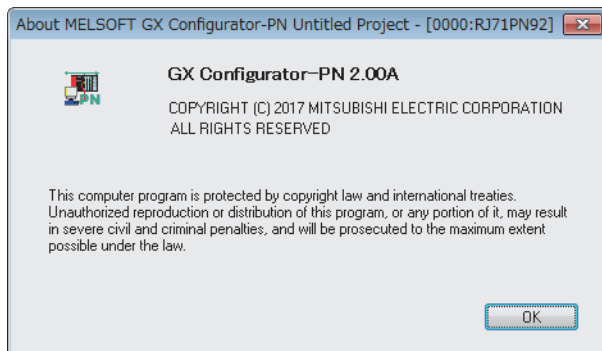 About MELSOFT GX Configurator-PN Untitled Project - [0000:RJ71PN92]
PN
GX Configurator-PN 2.00A
COPYRIGHT (C) 2017 MITSUBISHI ELECTRIC CORPORATION
ALL RIGHTS RESERVED
This computer program is protected by copyright law and international treaties.
Unauthorized reproduction or distribution of this program, or any portion of it, may result
in severe civil and criminal penalties, and will be prosecuted to the maximum extent
possible under the law.
OK